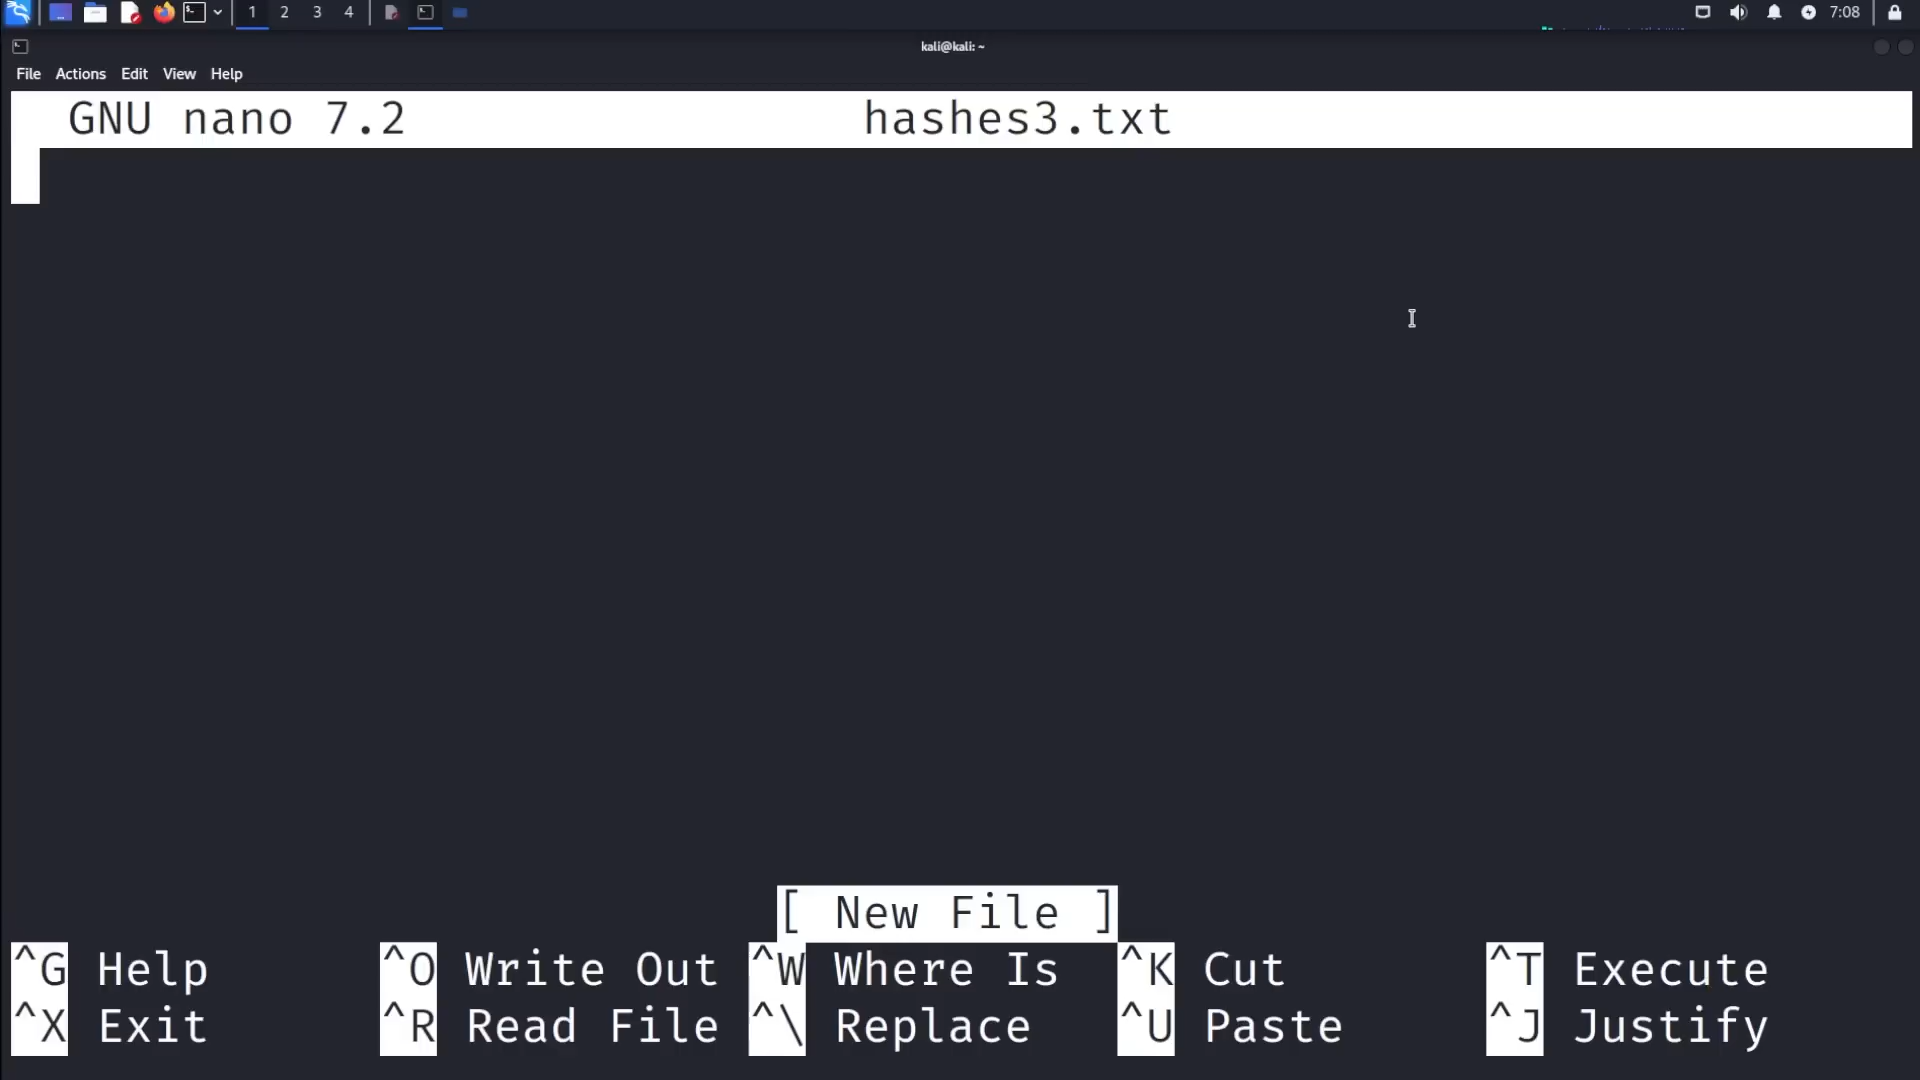 1 2 3 4 7:08
kali@kali: ~
File Actions Edit View Help
GNU nano 7.2 hashes3.txt
[ New File ]
^G Help ^O Write Out ^W Where Is ^K Cut ^T Execute
^X Exit ^R Read File ^\ Replace ^U Paste ^J Justify